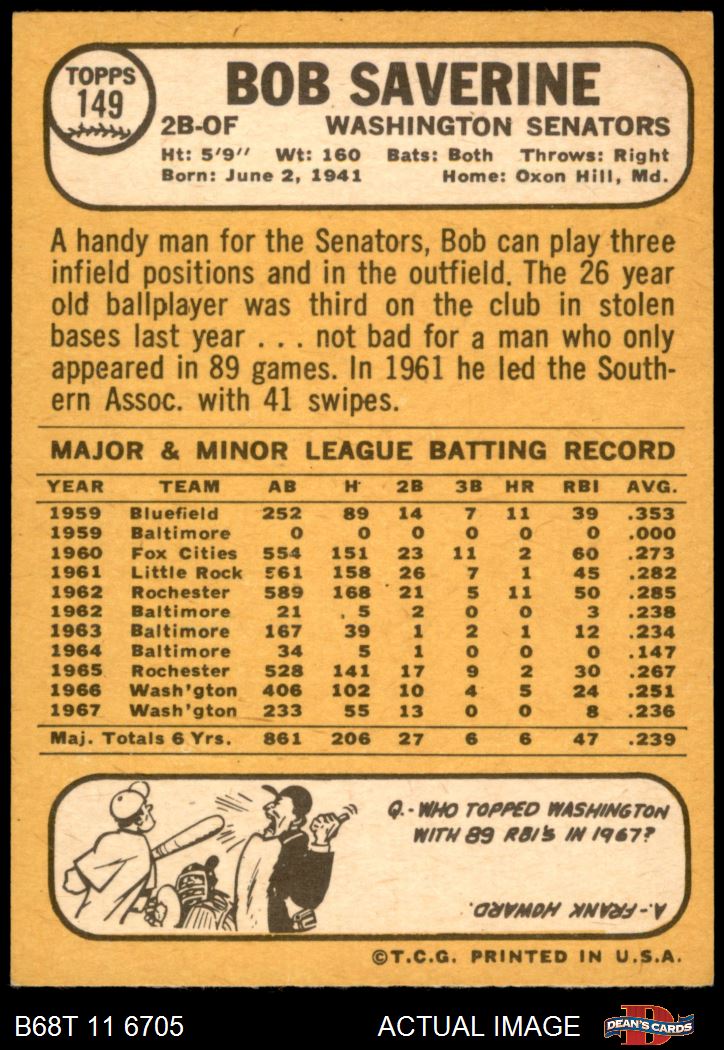 TOPPS
149
BOB SAVERINE
2B-OF WASHINGTON SENATORS
Ht: 5'9" Wt: 160 Bats: Both Throws: Right
Born: June 2, 1941 Home: Oxon Hill, Md.
A handy man for the Senators, Bob can play three
infield positions and in the outfield. The 26 year
old ballplayer was third on the club in stolen
bases last year . . . not bad for a man who only
appeared in 89 games. In 1961 he led the South-
ern Assoc. with 41 swipes.
MAJOR & MINOR LEAGUE BATTING RECORD
YEAR TEAM AB H 2B 3B HR RBI AVG.
1959 Bluefield 252 89 14 7 11 39 .353
1959 Baltimore 0 0 0 0 0 0 .000
1960 Fox Cities 554 151 23 11 2 60 .273
1961 Little Rock 561 158 26 7 1 45 .282
1962 Rochester 589 168 21 5 11 50 .285
1962 Baltimore 21 5 2 0 0 3 .238
1963 Baltimore 167 39 1 2 1 12 .234
1964 Baltimore 34 5 1 0 0 0 .147
1965 Rochester 528 141 17 9 2 30 .267
1966 Wash'gton 406 102 10 4 5 24 .251
1967 Wash'gton 233 55 13 0 0 8 .236
Maj. Totals 6 Yrs. 861 206 27 6 6 47 .239
Q.-WHO TOPPED WASHINGTON
WITH 89 RBI'S IN 1967?
A.-FRANK HOWARD.
©T.C.G. PRINTED IN U.S.A.
B68T 11 6705 ACTUAL IMAGE D
DEAN'S CARDS